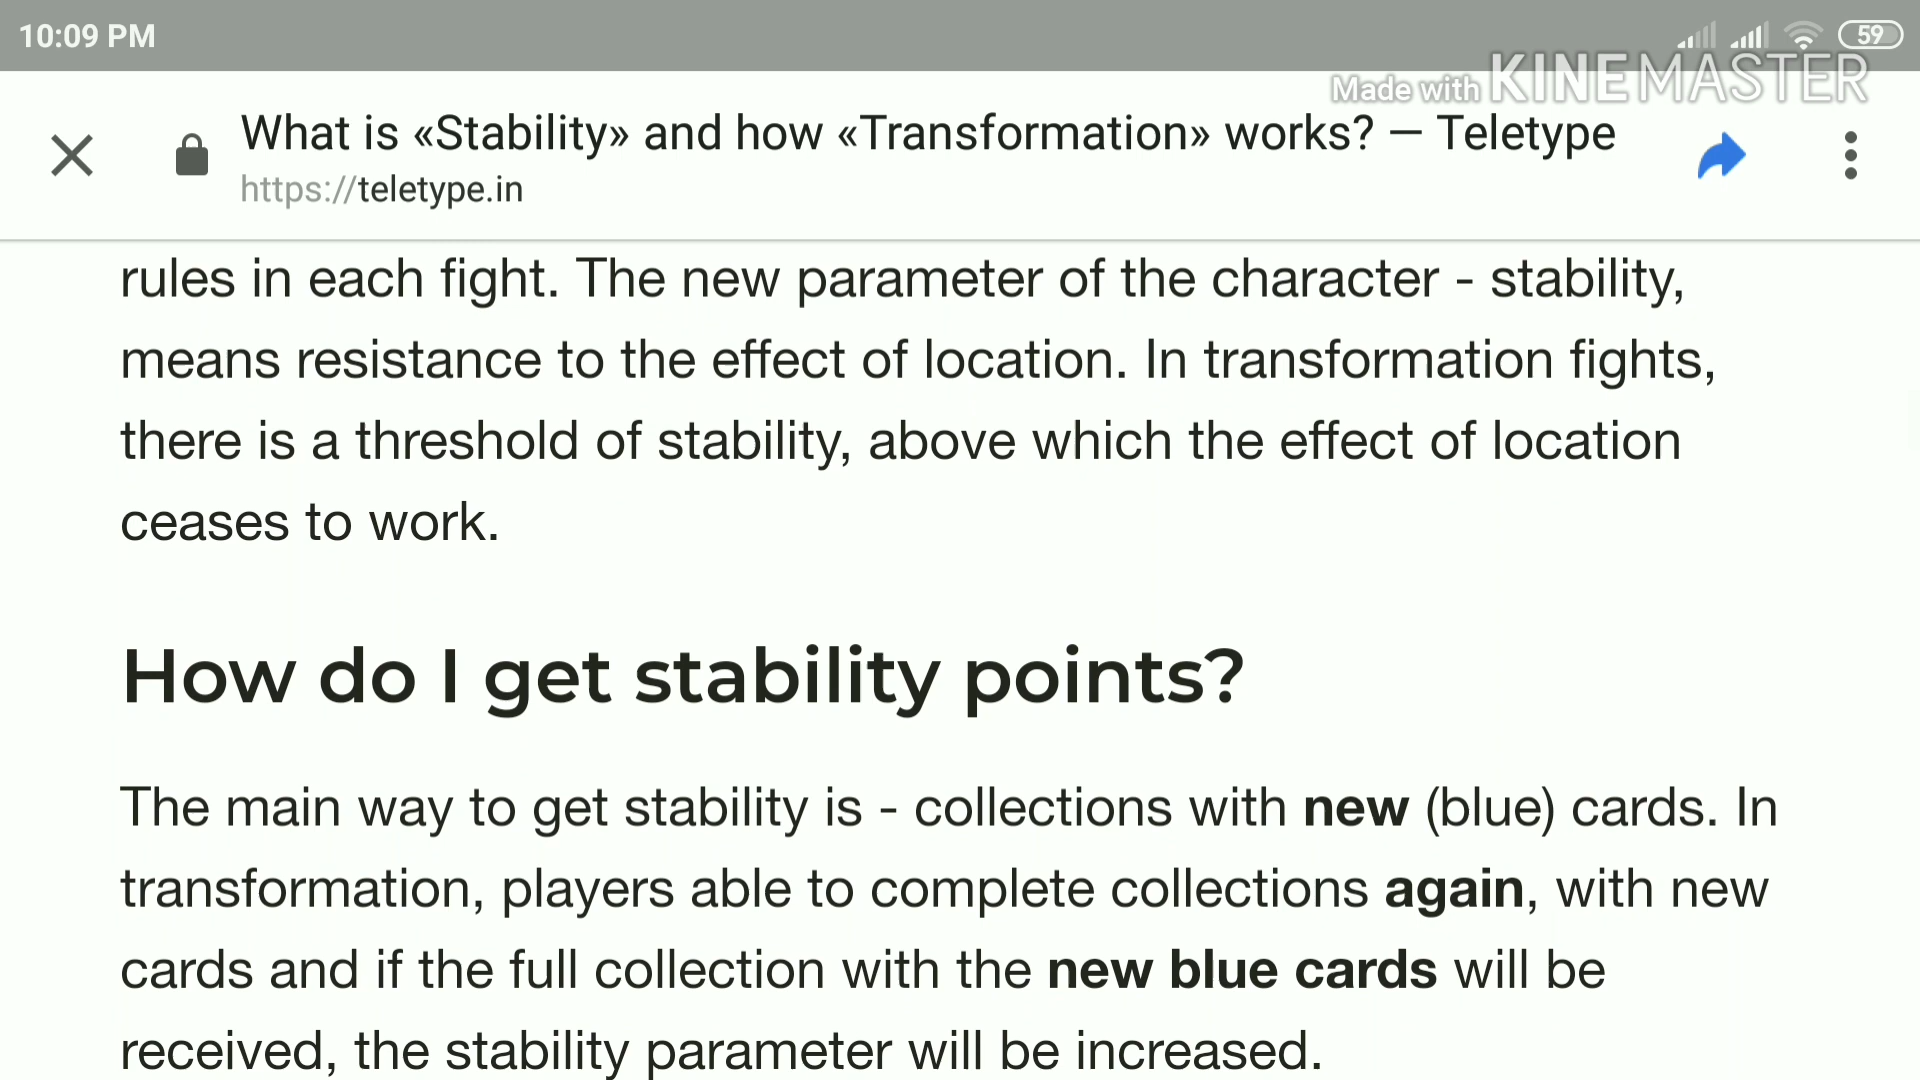 10:09 PM
59
Made with KINEMASTER
What is «Stability» and how «Transformation» works? — Teletype
https://teletype.in
rules in each fight. The new parameter of the character - stability,
means resistance to the effect of location. In transformation fights,
there is a threshold of stability, above which the effect of location
ceases to work.
How do I get stability points?
The main way to get stability is - collections with new (blue) cards. In
transformation, players able to complete collections again, with new
cards and if the full collection with the new blue cards will be
received, the stability parameter will be increased.